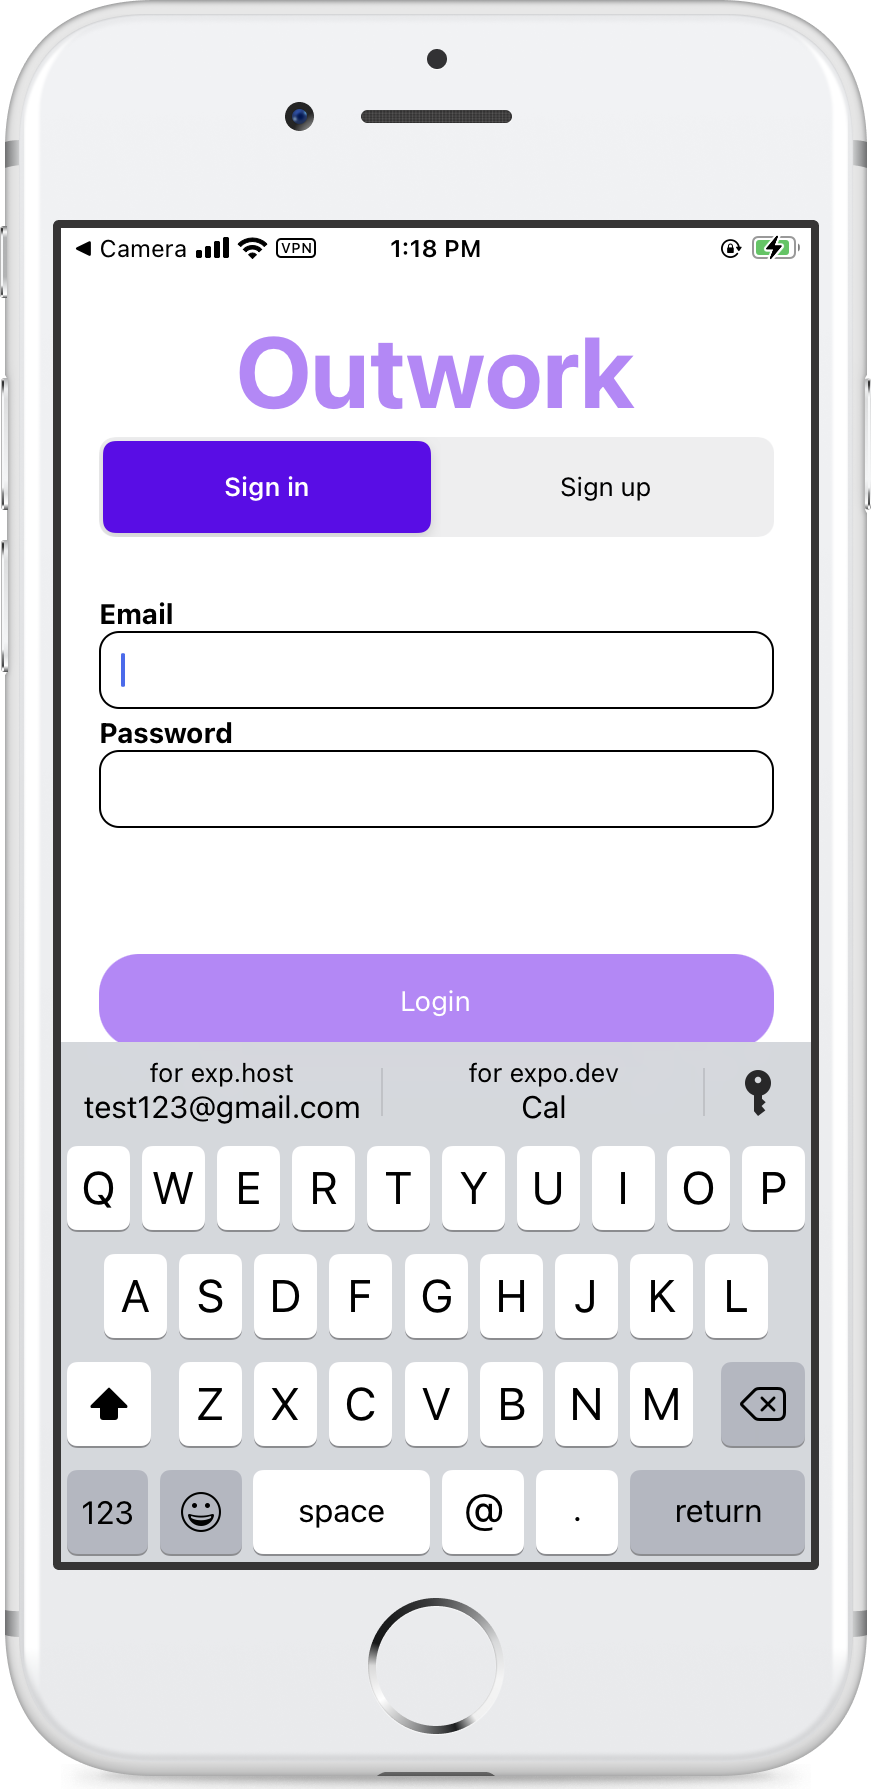 Camera VPN 1:18 PM
Outwork
Sign in Sign up
Email
Password
Login
for exp.host for expo.dev
test123@gmail.com Cal
Q W E R T Y U I O P
A S D F G H J K L
Z X C V B N M
123 space @ . return